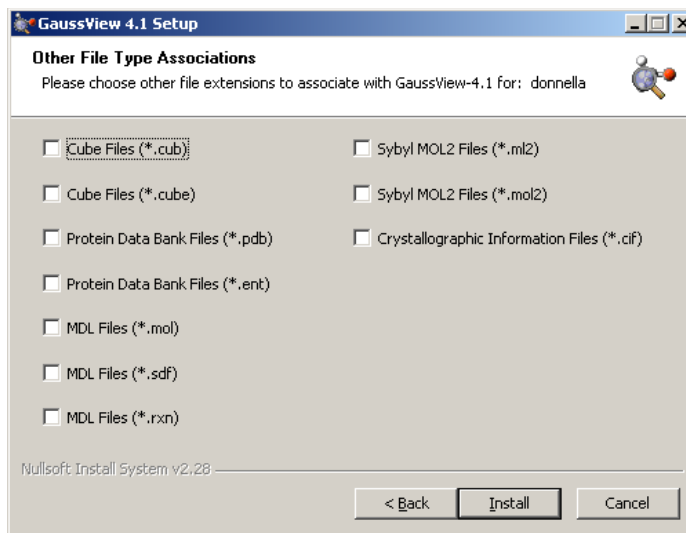 GaussView 4.1 Setup
Other File Type Associations
Please choose other file extensions to associate with GaussView-4.1 for: donnella
Cube Files (*.cub)
Cube Files (*.cube)
Protein Data Bank Files (*.pdb)
Protein Data Bank Files (*.ent)
MDL Files (*.mol)
MDL Files (*.sdf)
MDL Files (*.rxn)
Sybyl MOL2 Files (*.ml2)
Sybyl MOL2 Files (*.mol2)
Crystallographic Information Files (*.cif)
Nullsoft Install System v2.28
< Back
Install
Cancel